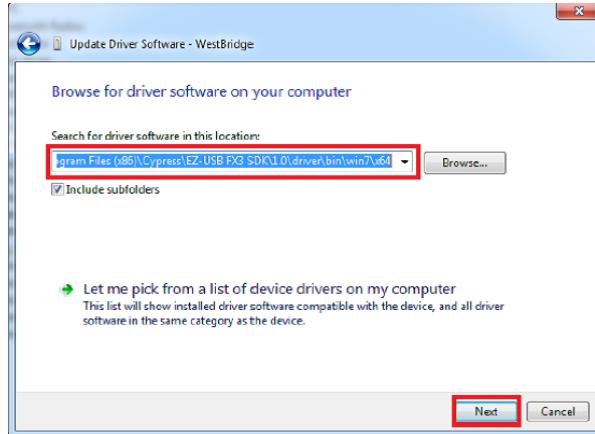 Update Driver Software - WestBridge
Browse for driver software on your computer
Search for driver software in this location:
ogram Files (x86)\Cypress\EZ-USB FX3 SDK\1.0\driver\bin\win7\x64
Browse...
Include subfolders
Let me pick from a list of device drivers on my computer
This list will show installed driver software compatible with the device, and all driver
software in the same category as the device.
Next
Cancel